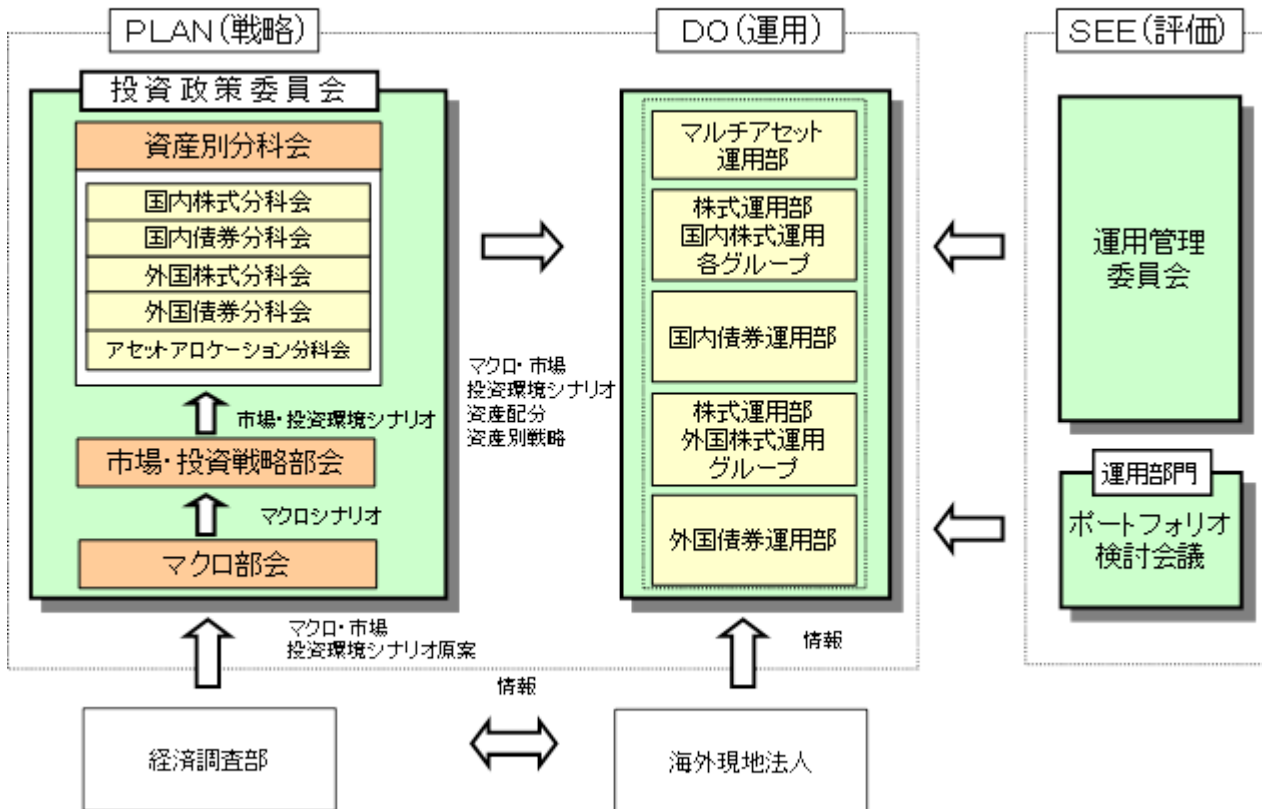 PLAN(戦略)
投資政策委員会
資産別分科会
国内株式分科会
国内債券分科会
外国株式分科会
外国債券分科会
アセットアロケーション分科会
市場・投資環境シナリオ
市場・投資戦略部会
マクロシナリオ
マクロ部会
マクロ・市場
投資環境シナリオ
資産配分
資産別戦略
DO(運用)
マルチアセット
運用部
株式運用部
国内株式運用
各グループ
国内債券運用部
株式運用部
外国株式運用
グループ
外国債券運用部
SEE(評価)
運用管理
委員会
運用部門
ポートフォリオ
検討会議
マクロ・市場
投資環境シナリオ原案
情報
情報
経済調査部
海外現地法人